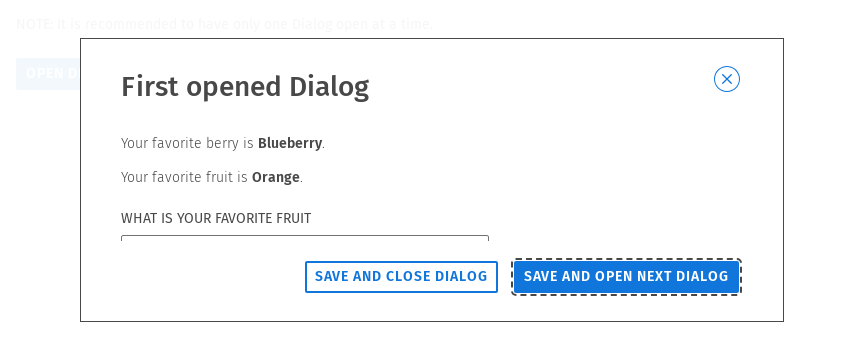 NOTE: It is recommended to have only one Dialog open at a time.
OPEN D
First opened Dialog
Your favorite berry is Blueberry.
Your favorite fruit is Orange.
WHAT IS YOUR FAVORITE FRUIT
SAVE AND CLOSE DIALOG
SAVE AND OPEN NEXT DIALOG